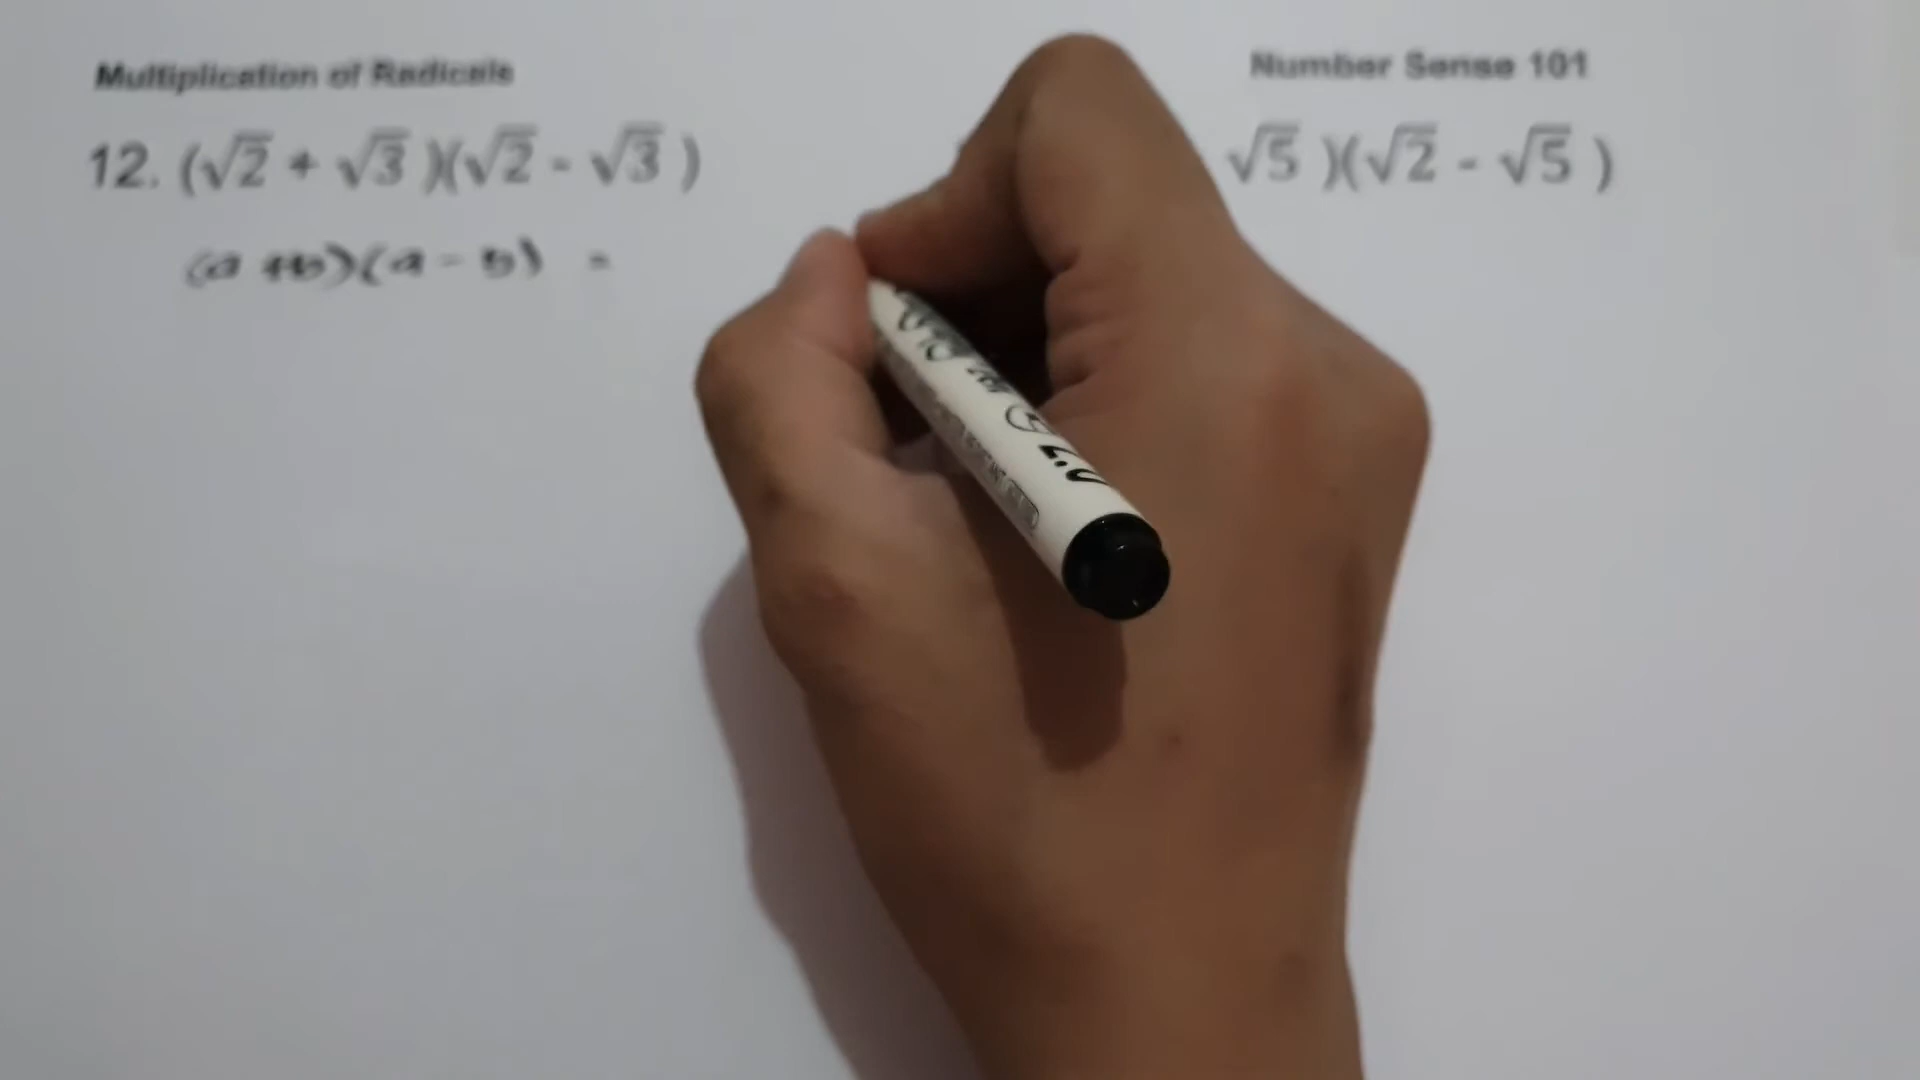 Multiplication of Radicals
Number Sense 101
12. (√2 + √3 )(√2 - √3 )
√5 )(√2 - √5 )
(a +b)(a - b) =